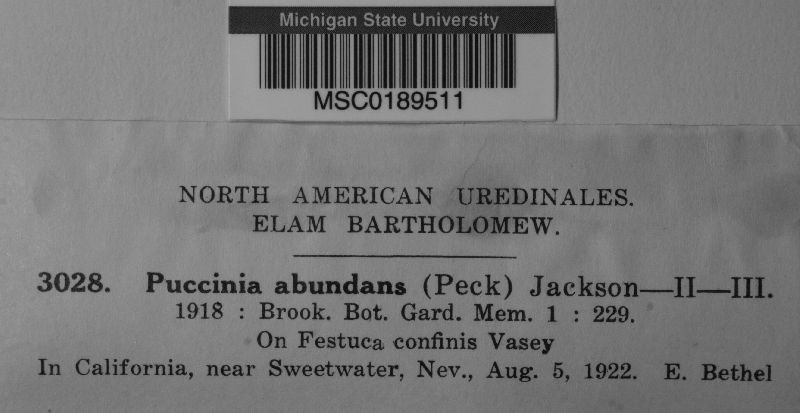 Michigan State University
MSC0189511
NORTH AMERICAN UREDINALES.
ELAM BARTHOLOMEW.
3028. Puccinia abundans (Peck) Jackson—II—III.
1918 : Brook. Bot. Gard. Mem. 1 : 229.
On Festuca confinis Vasey
In California, near Sweetwater, Nev., Aug. 5, 1922. E. Bethel